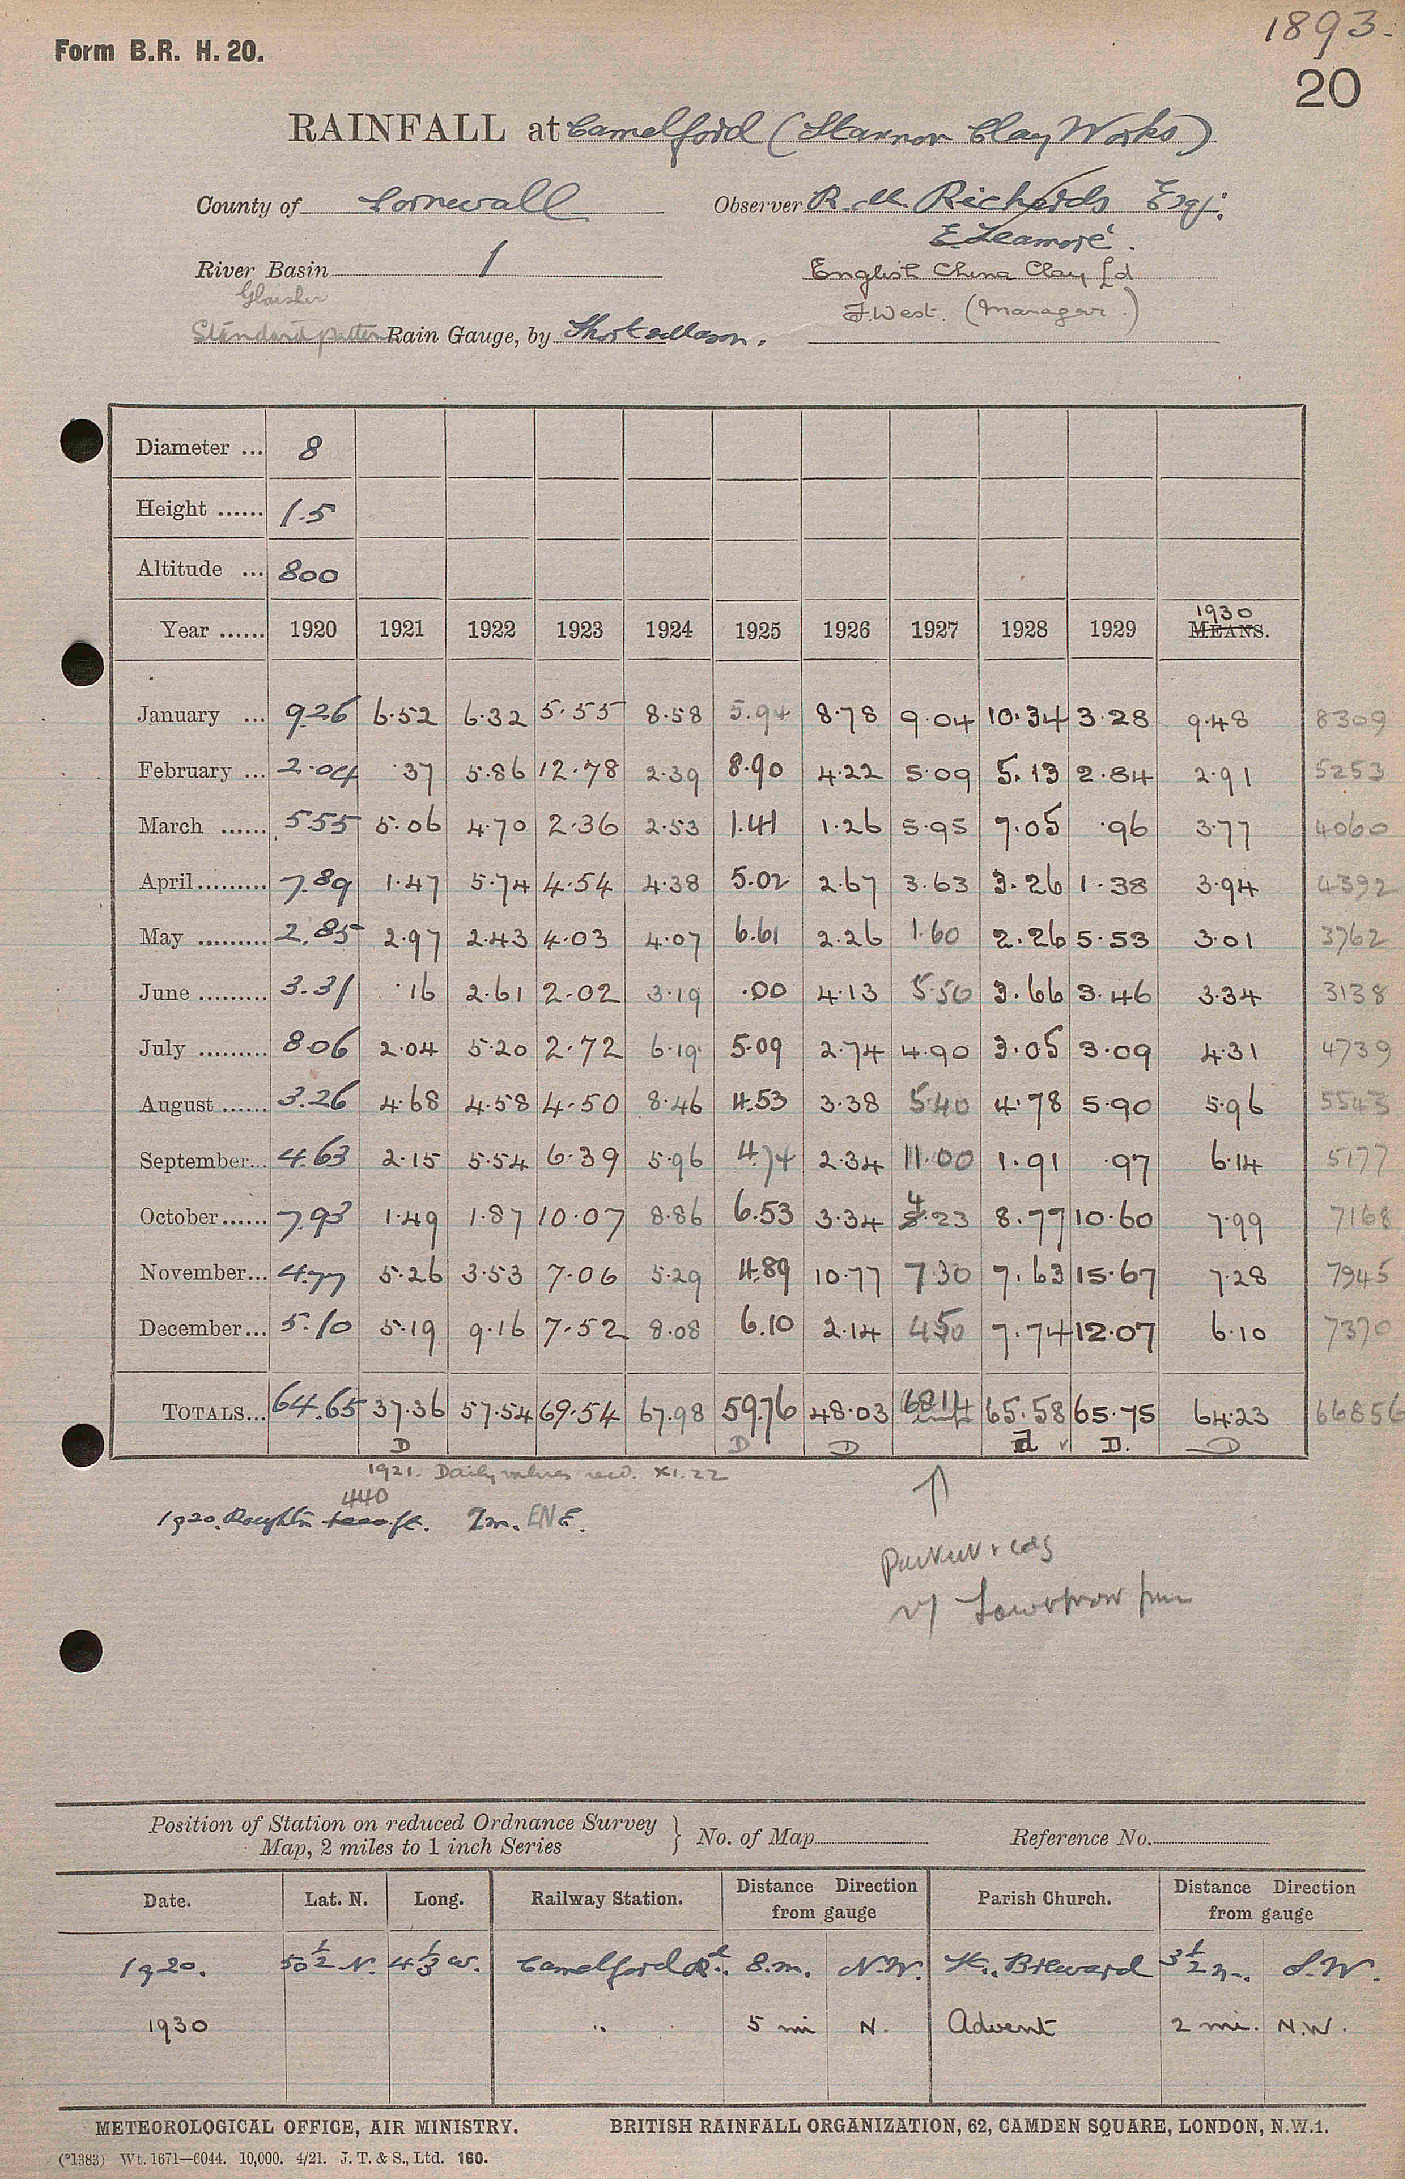 1893.
Form B.R. H. 20.
20
RAINFALL at Camelford (Stannon Clay Works)
County of Cornwall Observer R. M. Richards Esq.
E Leamore.
River Basin 1 English China Clay Ld
Glaisher
F. West. (Manager.)
Standard pattern Rain Gauge, by Short & Mason.
Diameter ... 8
Height ...... 1.5
Altitude ... 800
1930
Year ...... 1920 1921 1922 1923 1924 1925 1926 1927 1928 1929 MEANS.
January ... 9.26 6.52 6.32 5.55 8.58 5.94 8.78 9.04 10.34 3.28 9.48 8309
February ... 2.04 .37 5.86 12.78 2.39 8.90 4.22 5.09 5.13 2.84 2.91 5253
March ...... 5.55 5.06 4.70 2.36 2.53 1.41 1.26 5.95 7.05 .96 3.77 4060
April ......... 7.89 1.47 5.74 4.54 4.38 5.02 2.67 3.63 3.26 1.38 3.94 4392
May ......... 2.85 2.97 2.43 4.03 4.07 6.61 2.26 1.60 2.26 5.53 3.01 3762
June ......... 3.31 .16 2.61 2.02 3.19 .00 4.13 5.50 3.66 3.46 3.34 3138
July ......... 8.06 2.04 5.20 2.72 6.19 5.09 2.74 4.90 3.05 3.09 4.31 4739
August ...... 3.26 4.68 4.58 4.50 8.46 4.53 3.38 5.40 4.78 5.90 5.96 5543
September... 4.63 2.15 5.54 6.39 5.96 4.74 2.34 11.00 1.91 .97 6.14 5177
October ...... 7.93 1.49 1.87 10.07 8.86 6.53 3.34 4.23 8.77 10.60 7.99 7168
November... 4.77 5.26 3.53 7.06 5.29 4.89 10.77 7.30 7.63 15.67 7.28 7945
December... 5.10 5.19 9.16 7.52 8.08 6.10 2.14 4.50 7.74 12.07 6.10 7370
TOTALS... 64.65 37.36 57.54 69.54 67.98 59.76 48.03 68.14 65.58 65.75 64.23 66856
D D D d D. D
1921. Daily values recd. XI.22
440
1920. Roughtor ft. 2m. ENE.
Position of Station on reduced Ordnance Survey
Map, 2 miles to 1 inch Series } No. of Map Reference No.
Date. Lat. N. Long. Railway Station. Distance Direction from gauge Parish Church. Distance Direction from gauge
1920. 50½ N. 4⅓ W. Camelford Rd. 8.m. N.W. St. Breward 3½ m. S.W.
1930 " 5 mi N. Advent 2 mi. N.W.
METEOROLOGICAL OFFICE, AIR MINISTRY. BRITISH RAINFALL ORGANIZATION, 62, CAMDEN SQUARE, LONDON, N.W.1.
(*1383) Wt. 1671—6044. 10,000. 4/21. J. T. & S., Ltd. 160.